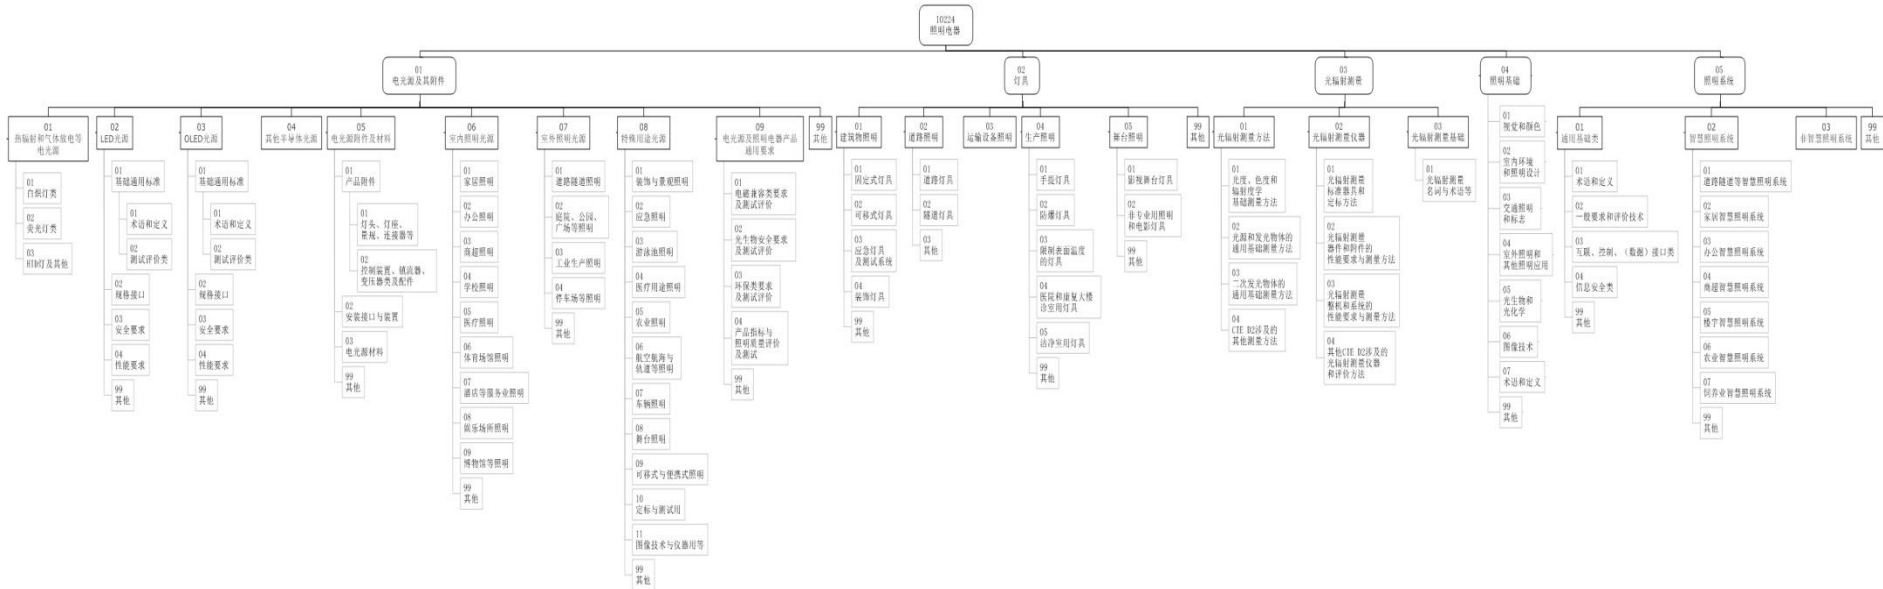 10224
照明电器
01
电光源及其附件
02
灯具
03
光辐射测量
04
照明基础
05
照明系统
01
热辐射和气体放电等
电光源
01
白炽灯类
02
荧光灯类
03
HID灯及其他
02
LED光源
01
基础通用标准
01
术语和定义
02
测试评价类
02
规格接口
03
安全要求
04
性能要求
99
其他
03
OLED光源
01
基础通用标准
01
术语和定义
02
测试评价类
02
规格接口
03
安全要求
04
性能要求
99
其他
04
其他半导体光源
05
电光源附件及材料
01
产品附件
01
灯头、灯座、
量规、连接器等
02
控制装置、镇流器、
变压器类及配件
02
安装接口与装置
03
电光源材料
99
其他
06
室内照明光源
01
家居照明
02
办公照明
03
商超照明
04
学校照明
05
医疗照明
06
体育场馆照明
07
酒店等服务业照明
08
娱乐场所照明
09
博物馆等照明
99
其他
07
室外照明光源
01
道路隧道照明
02
庭院、公园、
广场等照明
03
工业生产照明
04
停车场等照明
99
其他
08
特殊用途光源
01
装饰与景观照明
02
应急照明
03
游泳池照明
04
医疗用途照明
05
农业照明
06
航空航海与
轨道等照明
07
车辆照明
08
舞台照明
09
可移式与便携式照明
10
定标与测试用
11
图像技术与仪器用等
99
其他
09
电光源及照明电器产品
通用要求
01
电磁兼容类要求
及测试评价
02
光生物安全要求
及测试评价
03
环保类要求
及测试评价
04
产品指标与
照明质量评价
及测试
99
其他
99
其他
01
建筑物照明
01
固定式灯具
02
可移式灯具
03
应急灯具
及测试系统
04
装饰灯具
99
其他
02
道路照明
01
道路灯具
02
隧道灯具
03
其他
03
运输设备照明
04
生产照明
01
手提灯具
02
防爆灯具
03
限制表面温度
的灯具
04
医院和康复大楼
诊室用灯具
05
洁净室用灯具
99
其他
05
舞台照明
01
影视舞台灯具
02
非专业用照明
和电影灯具
99
其他
99
其他
01
光辐射测量方法
01
光度、色度和
辐射度学
基础测量方法
02
光源和发光物体的
通用基础测量方法
03
二次发光物体的
通用基础测量方法
04
CIE D2涉及的
其他测量方法
02
光辐射测量仪器
01
光辐射测量
标准器具和
定标方法
02
光辐射测量
器件和附件的
性能要求与测量方法
03
光辐射测量
整机和系统的
性能要求与测量方法
04
其他CIE D2涉及的
光辐射测量仪器
和评价方法
03
光辐射测量基础
01
光辐射测量
名词与术语等
01
视觉和颜色
02
室内环境
和照明设计
03
交通照明
和标志
04
室外照明和
其他照明应用
05
光生物和
光化学
06
图像技术
07
术语和定义
99
其他
01
通用基础类
01
术语和定义
02
一般要求和评价技术
03
互联、控制、（数据）接口类
04
信息安全类
99
其他
02
智慧照明系统
01
道路隧道等智慧照明系统
02
家居智慧照明系统
03
办公智慧照明系统
04
商超智慧照明系统
05
楼宇智慧照明系统
06
农业智慧照明系统
07
饲养业智慧照明系统
99
其他
03
非智慧照明系统
99
其他